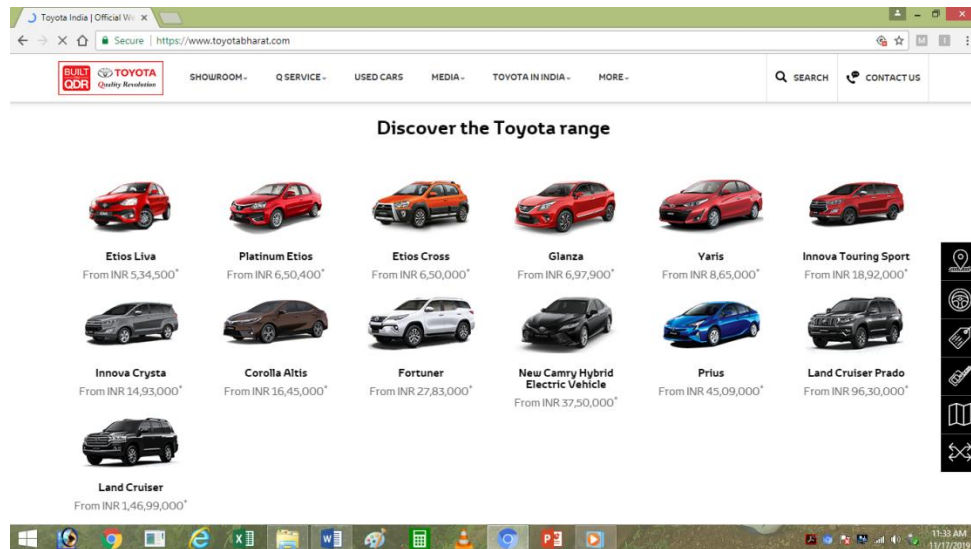 Toyota India | Official We
Secure | https://www.toyotabharat.com
BUILT QDR TOYOTA Quality Revolution
SHOWROOM Q SERVICE USED CARS MEDIA TOYOTA IN INDIA MORE SEARCH CONTACT US
Discover the Toyota range
Etios Liva Platinum Etios Etios Cross Glanza Yaris Innova Touring Sport
From INR 5,34,500* From INR 6,50,400* From INR 6,50,000* From INR 6,97,900* From INR 8,65,000* From INR 18,92,000*
Innova Crysta Corolla Altis Fortuner New Camry Hybrid Electric Vehicle Prius Land Cruiser Prado
From INR 14,93,000* From INR 16,45,000* From INR 27,83,000* From INR 37,50,000* From INR 45,09,000* From INR 96,30,000*
Land Cruiser
From INR 1,46,99,000*
11:33 AM
11/17/2019